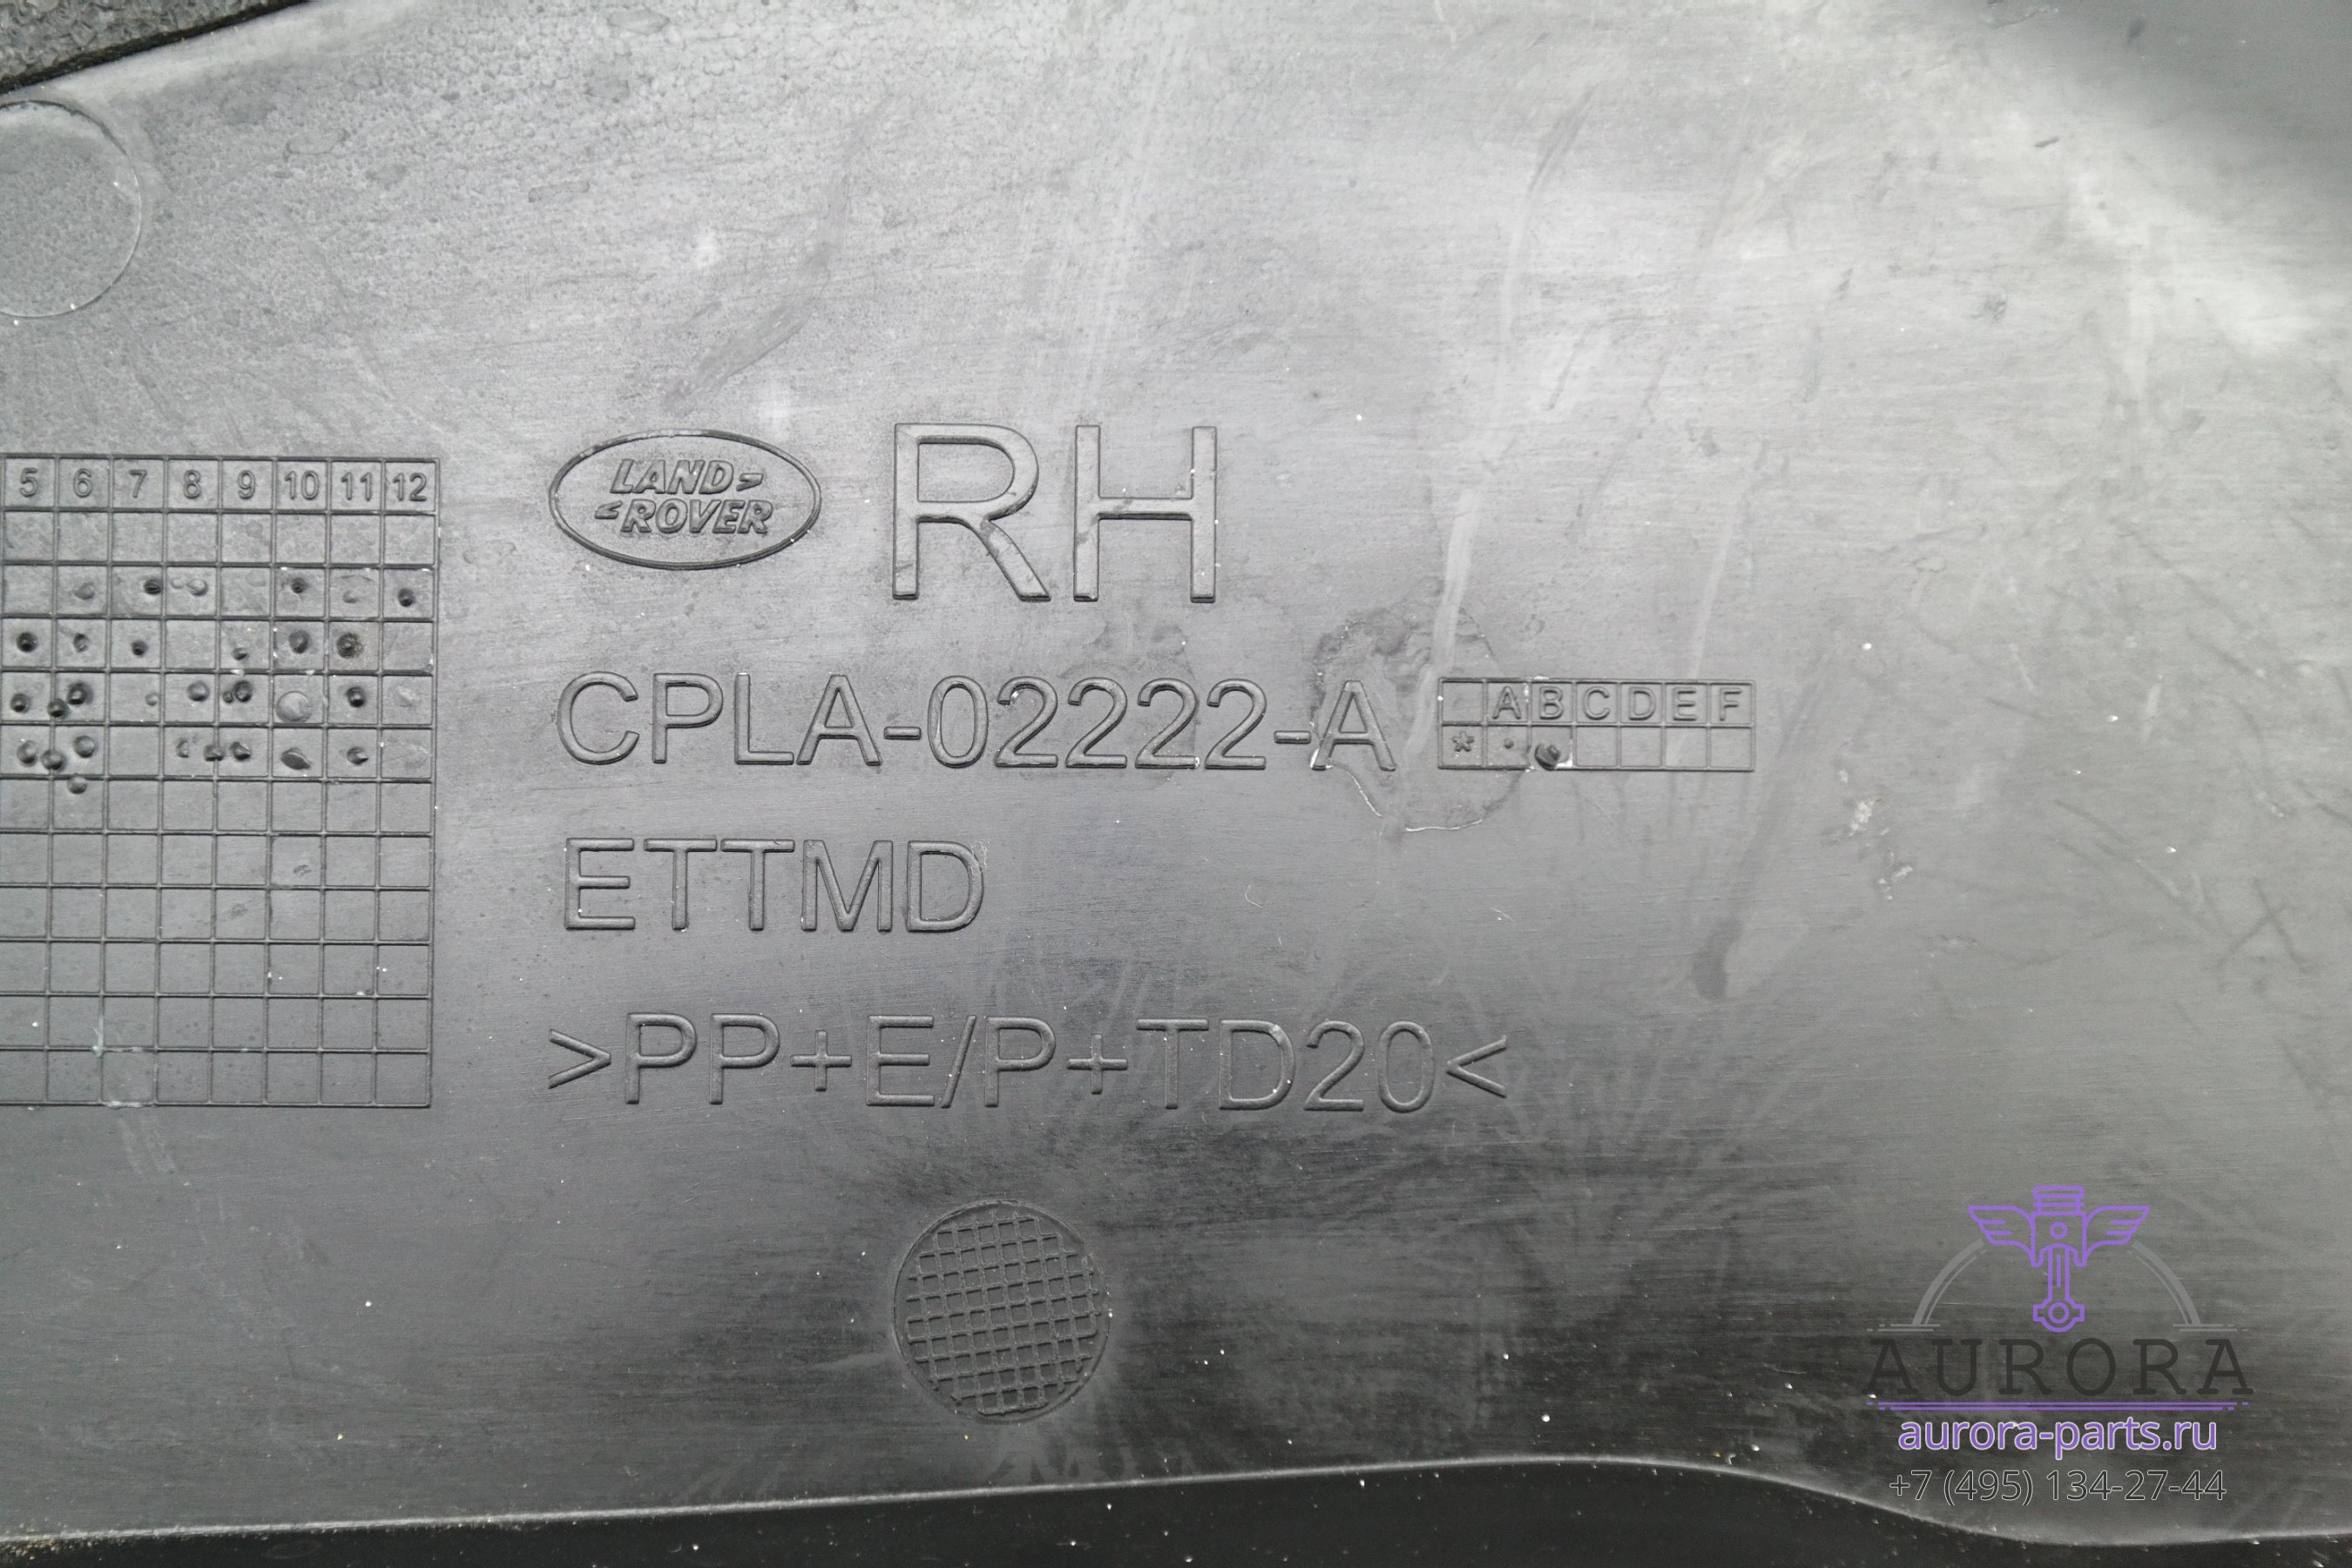 LAND
ROVER
RH
5 6 7 8 9 10 11 12
CPLA-02222-A
A B C D E F
*
ETTMD
>PP+E/P+TD20<
AURORA
aurora-parts.ru
+7 (495) 134-27-44